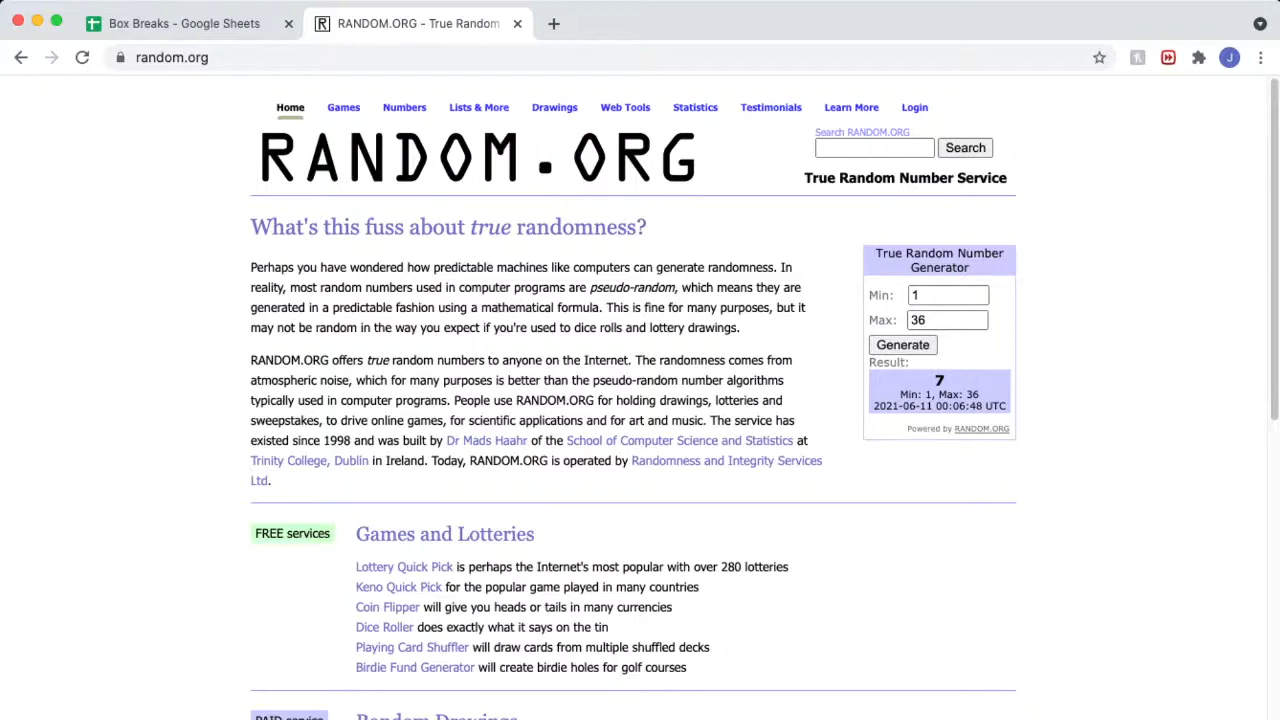 Box Breaks - Google Sheets
RANDOM.ORG - True Random
random.org
J
Home Games Numbers Lists & More Drawings Web Tools Statistics Testimonials Learn More Login
RANDOM.ORG
Search RANDOM.ORG
Search
True Random Number Service
What's this fuss about true randomness?
Perhaps you have wondered how predictable machines like computers can generate randomness. In
reality, most random numbers used in computer programs are pseudo-random, which means they are
generated in a predictable fashion using a mathematical formula. This is fine for many purposes, but it
may not be random in the way you expect if you're used to dice rolls and lottery drawings.
RANDOM.ORG offers true random numbers to anyone on the Internet. The randomness comes from
atmospheric noise, which for many purposes is better than the pseudo-random number algorithms
typically used in computer programs. People use RANDOM.ORG for holding drawings, lotteries and
sweepstakes, to drive online games, for scientific applications and for art and music. The service has
existed since 1998 and was built by Dr Mads Haahr of the School of Computer Science and Statistics at
Trinity College, Dublin in Ireland. Today, RANDOM.ORG is operated by Randomness and Integrity Services
Ltd.
True Random Number
Generator
Min: 1
Max: 36
Generate
Result:
7
Min: 1, Max: 36
2021-06-11 00:06:48 UTC
Powered by RANDOM.ORG
FREE services
Games and Lotteries
Lottery Quick Pick is perhaps the Internet's most popular with over 280 lotteries
Keno Quick Pick for the popular game played in many countries
Coin Flipper will give you heads or tails in many currencies
Dice Roller does exactly what it says on the tin
Playing Card Shuffler will draw cards from multiple shuffled decks
Birdie Fund Generator will create birdie holes for golf courses
PAID service
Random Drawings